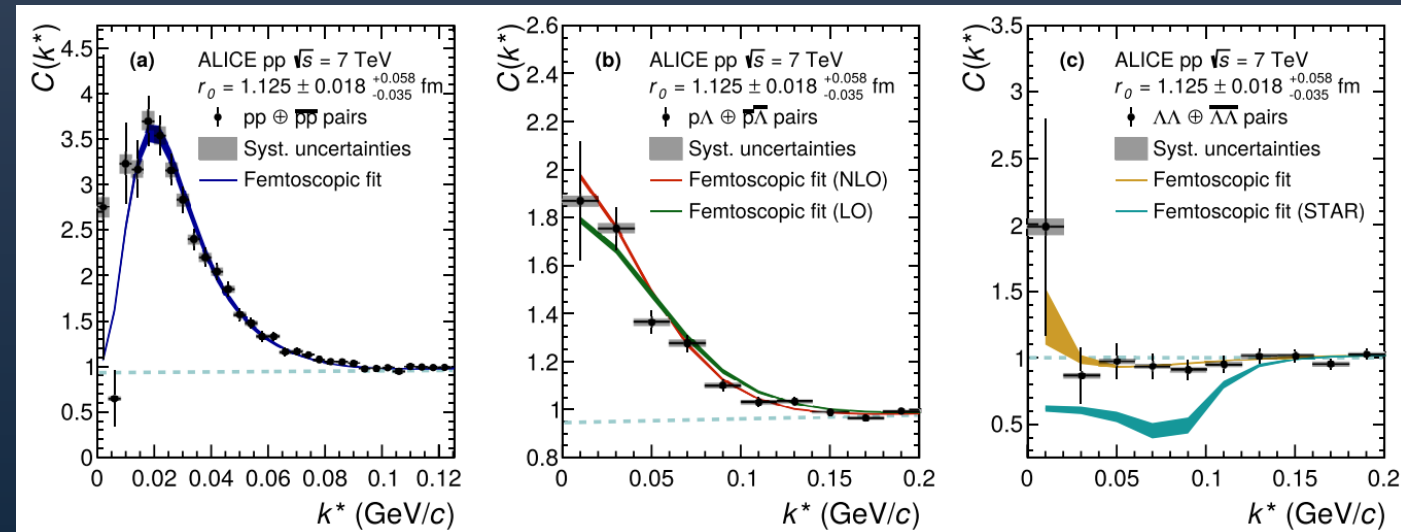 C(k*)
4.5
4
3.5
3
2.5
2
1.5
1
0.5
0
(a)
ALICE pp √s = 7 TeV
r₀ = 1.125 ± 0.018 +0.058 -0.035 fm
pp ⊕ p̅p̅ pairs
Syst. uncertainties
Femtoscopic fit
0 0.02 0.04 0.06 0.08 0.1 0.12
k* (GeV/c)
C(k*)
2.6
2.4
2.2
2
1.8
1.6
1.4
1.2
1
0.8
(b)
ALICE pp √s = 7 TeV
r₀ = 1.125 ± 0.018 +0.058 -0.035 fm
pΛ ⊕ p̅Λ̅ pairs
Syst. uncertainties
Femtoscopic fit (NLO)
Femtoscopic fit (LO)
0 0.05 0.1 0.15 0.2
k* (GeV/c)
C(k*)
3.5
3
2.5
2
1.5
1
0.5
(c)
ALICE pp √s = 7 TeV
r₀ = 1.125 ± 0.018 +0.058 -0.035 fm
ΛΛ ⊕ Λ̅Λ̅ pairs
Syst. uncertainties
Femtoscopic fit
Femtoscopic fit (STAR)
0 0.05 0.1 0.15 0.2
k* (GeV/c)